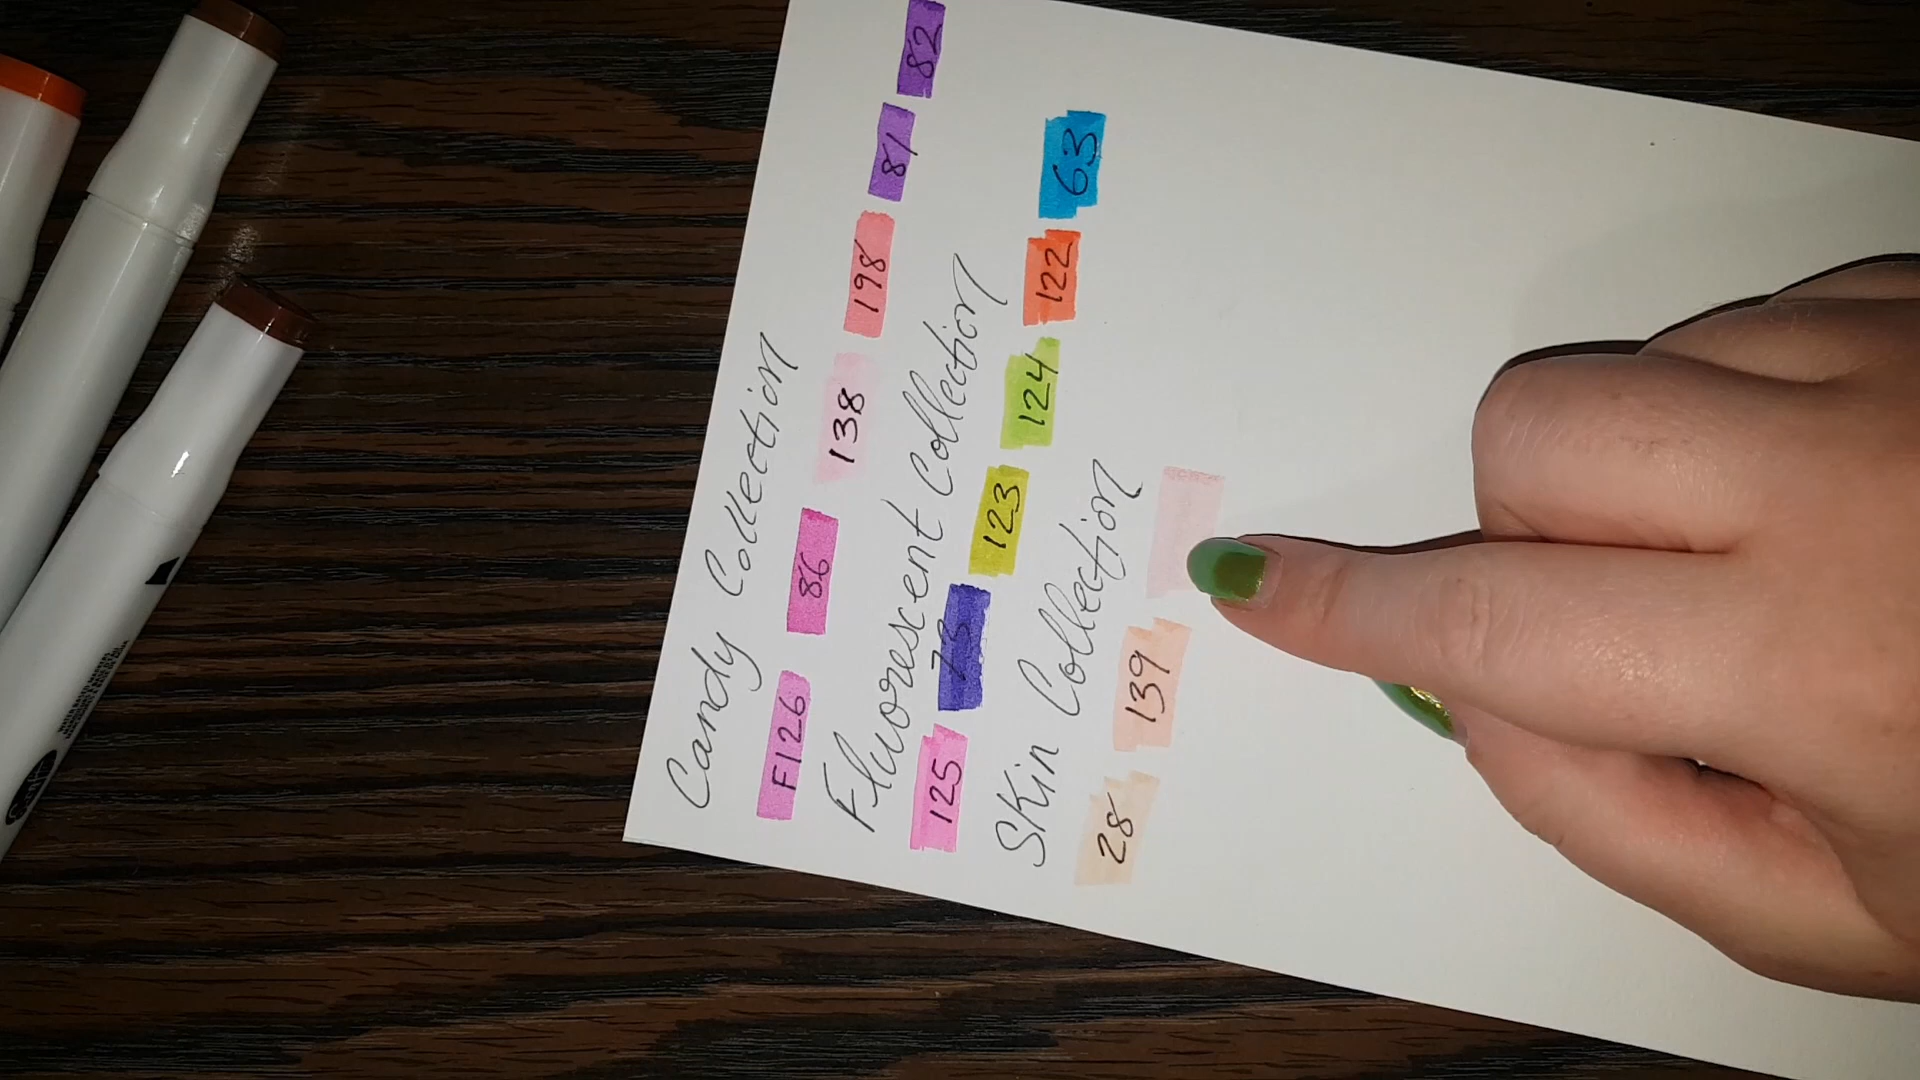 Candy Collection
F126 86 138 198 81 82
Fluorescent Collection
125 73 123 124 122 63
Skin Collection
28 139